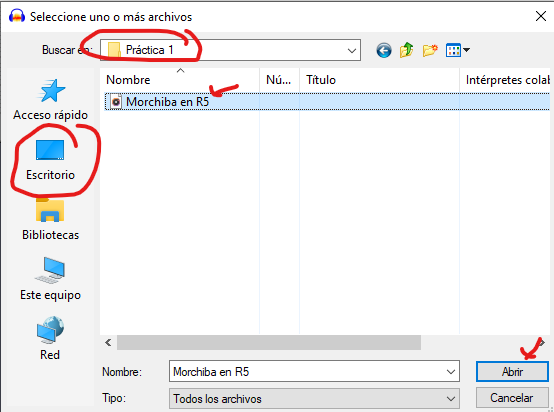 Seleccione uno o más archivos
Buscar en: Práctica 1
Nombre Nú... Título Intérpretes colab
Morchiba en R5
Acceso rápido
Escritorio
Bibliotecas
Este equipo
Red
Nombre: Morchiba en R5 Abrir
Tipo: Todos los archivos Cancelar